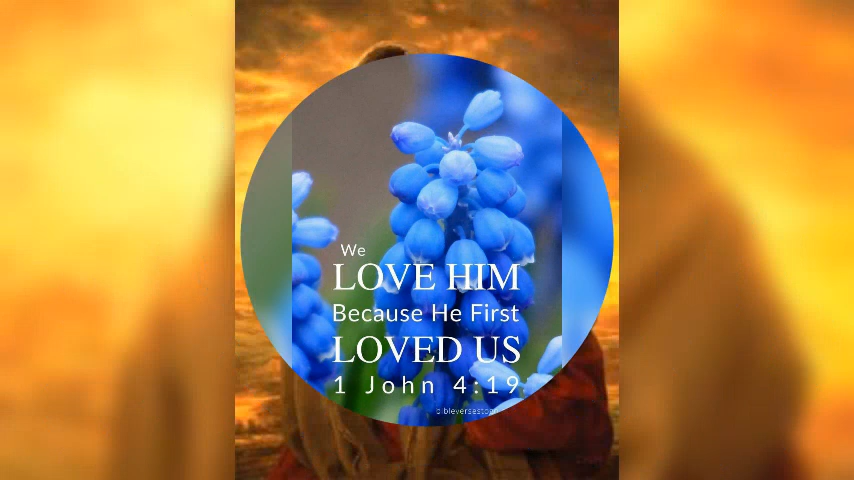 We
LOVE HIM
Because He First
LOVED US
1 John 4:19